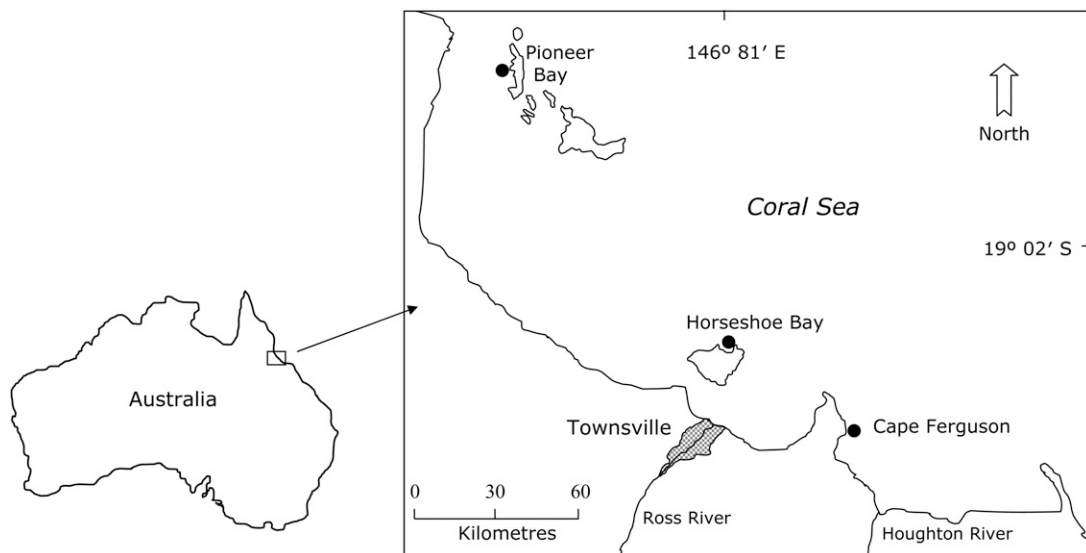 Pioneer
Bay
146º 81′ E
North
Coral Sea
19º 02′ S
Horseshoe Bay
Australia
Townsville
Cape Ferguson
0 30 60
Kilometres
Ross River
Houghton River